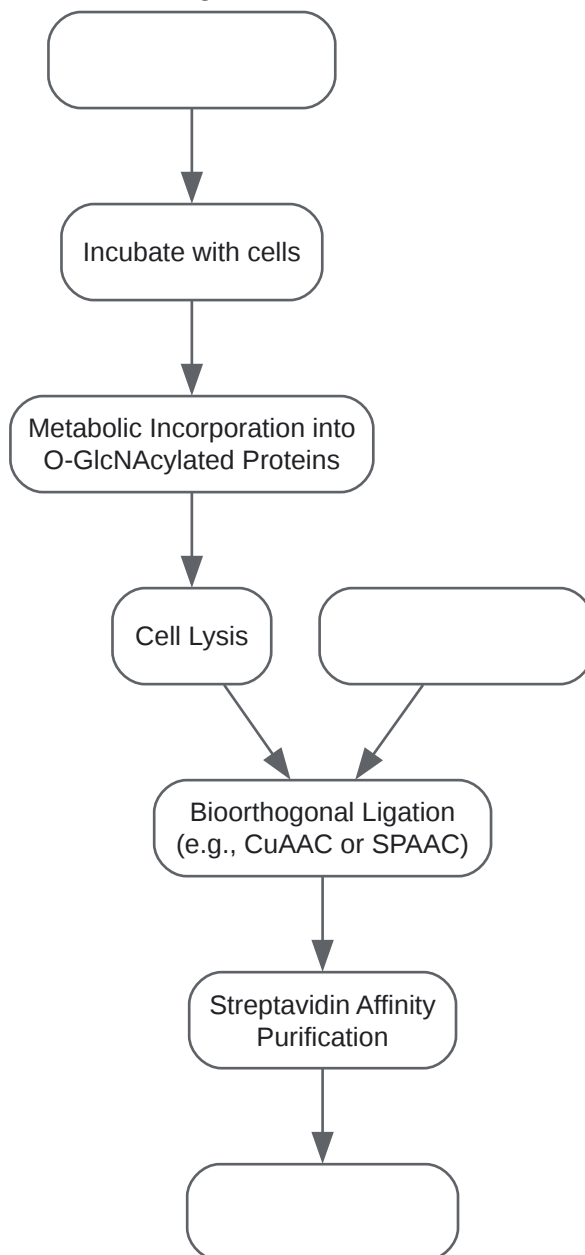 Incubate with cells
Metabolic Incorporation into
O-GlcNAcylated Proteins
Cell Lysis
Bioorthogonal Ligation
(e.g., CuAAC or SPAAC)
Streptavidin Affinity
Purification